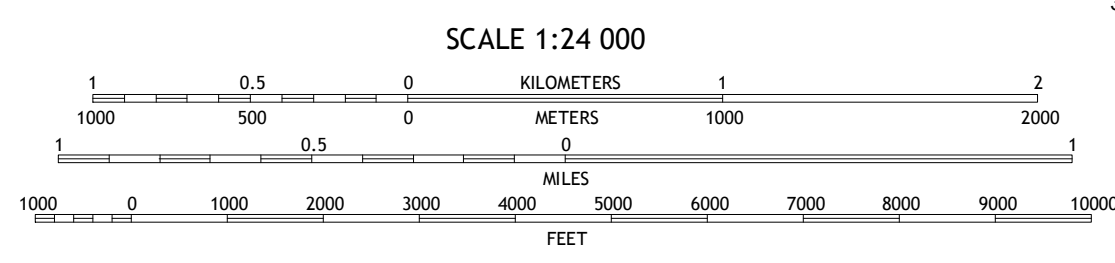 SCALE 1:24 000
1 0.5 0 KILOMETERS 1 2
1000 500 0 METERS 1000 2000
1 0.5 0 1
MILES
1000 0 1000 2000 3000 4000 5000 6000 7000 8000 9000 10000
FEET